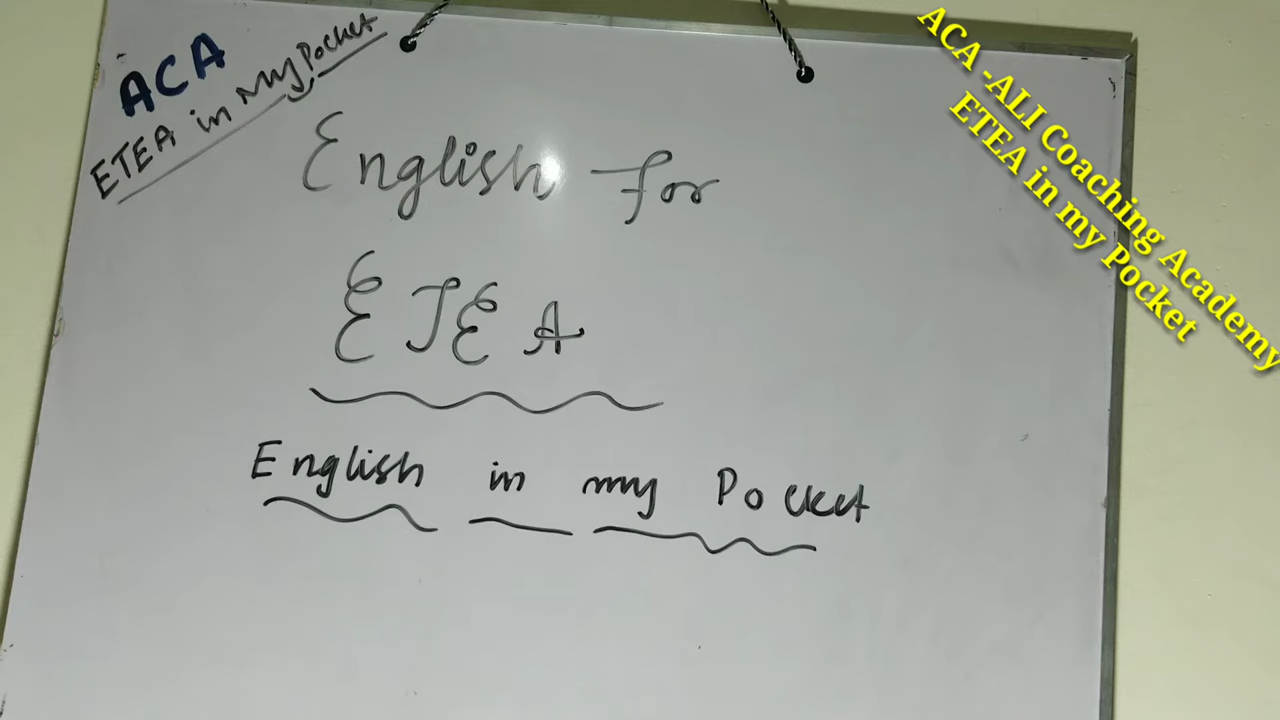 ACA
ETEA in My Pocket
English for
ETEA
English in my Pocket
ACA -ALI Coaching Academy
ETEA in my Pocket